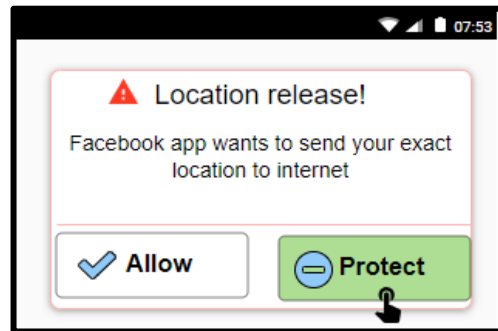 07:53
Location release!
Facebook app wants to send your exact
location to internet
Allow
Protect